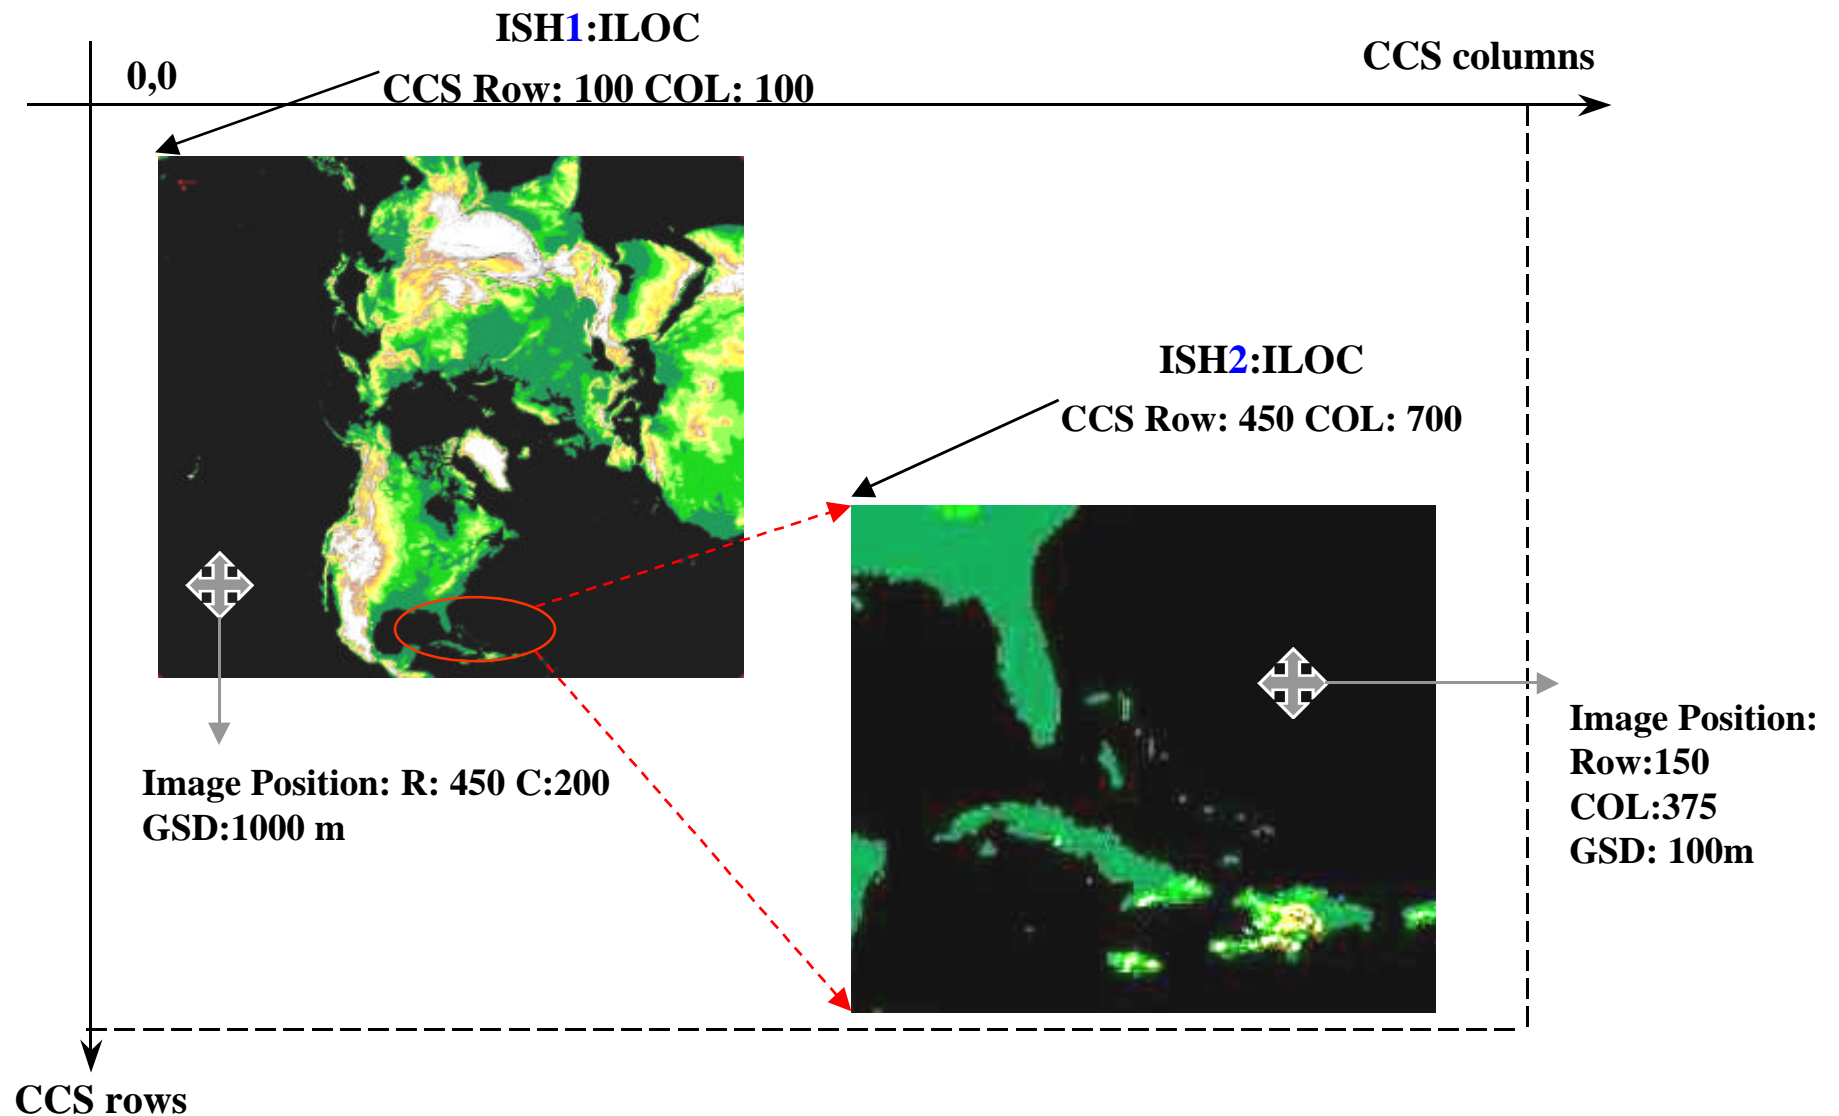 ISH1:ILOC
0,0
CCS columns
CCS Row: 100 COL: 100
ISH2:ILOC
CCS Row: 450 COL: 700
Image Position: R: 450 C:200
GSD:1000 m
Image Position:
Row:150
COL:375
GSD: 100m
CCS rows